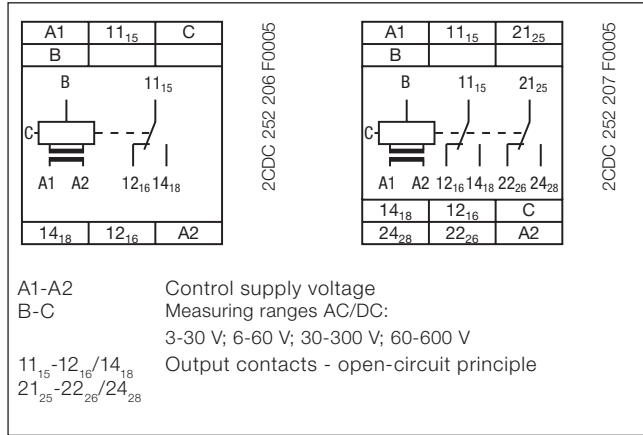 A1 11₁₅ C
B
B 11₁₅
C
A1 A2 12₁₆ 14₁₈
14₁₈ 12₁₆ A2
2CDC 252 206 F0005
A1 11₁₅ 21₂₅
B
B 11₁₅ 21₂₅
C
A1 A2 12₁₆ 14₁₈ 22₂₆ 24₂₈
14₁₈ 12₁₆ C
24₂₈ 22₂₆ A2
2CDC 252 207 F0005
A1-A2 Control supply voltage
B-C Measuring ranges AC/DC:
3-30 V; 6-60 V; 30-300 V; 60-600 V
11₁₅-12₁₆/14₁₈ Output contacts - open-circuit principle
21₂₅-22₂₆/24₂₈